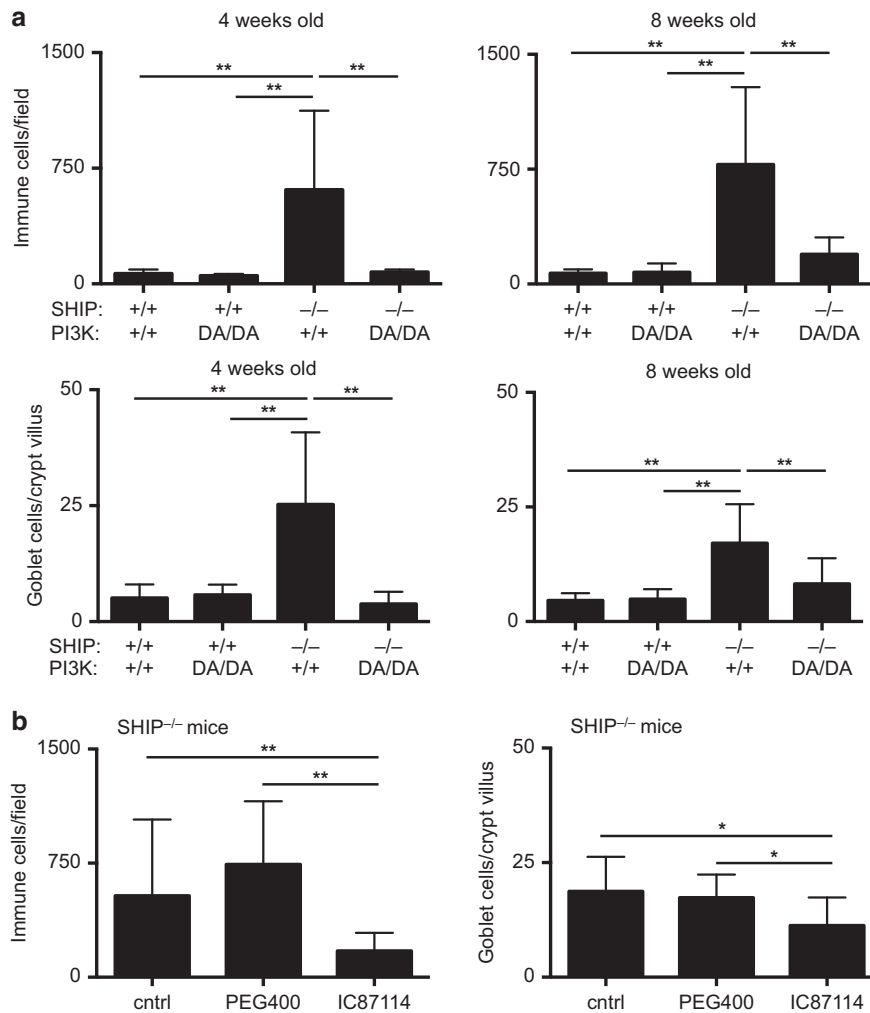 a
4 weeks old
8 weeks old
Immune cells/field
1500
750
0
** **
**
1500
750
0
** **
**
SHIP: +/+ +/+ –/– –/–
PI3K: +/+ DA/DA +/+ DA/DA
+/+ +/+ –/– –/–
+/+ DA/DA +/+ DA/DA
4 weeks old
8 weeks old
Goblet cells/crypt villus
50
25
0
** **
**
50
25
0
** **
**
SHIP: +/+ +/+ –/– –/–
PI3K: +/+ DA/DA +/+ DA/DA
+/+ +/+ –/– –/–
+/+ DA/DA +/+ DA/DA
b
SHIP–/– mice
Immune cells/field
1500
750
0
**
**
cntrl PEG400 IC87114
SHIP–/– mice
Goblet cells/crypt villus
50
25
0
*
*
cntrl PEG400 IC87114